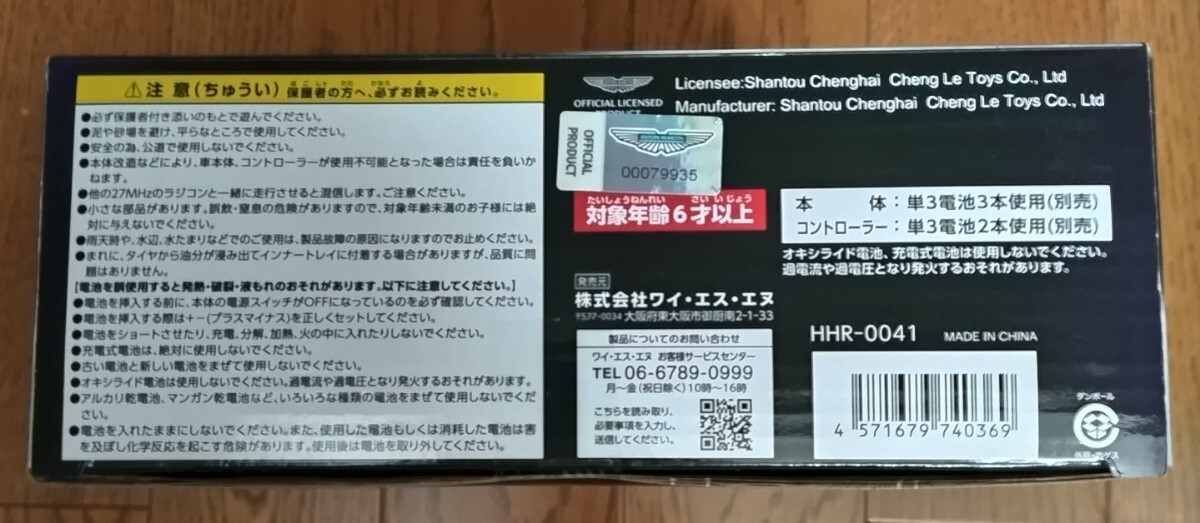 ⚠注意(ちゅうい) 保護者の方へ、必ずお読みください。
ほごしゃ かた かなら よ
●必ず保護者付き添いのもとで遊んでください。
●泥や砂場を避け、平らなところで使用してください。
●安全の為、公道で使用しないでください。
●本体改造などにより、車本体、コントローラーが使用不可能となった場合は責任を負いかねます。
●他の27MHzのラジコンと一緒に走行させると混信します。ご注意ください。
●小さな部品があります。誤飲・窒息の危険がありますので、対象年齢未満のお子様には絶
対に与えないでください。
●雨天時や、水辺、水たまりなどでのご使用は、製品故障の原因になりますのでお止めください。
●まれに、タイヤから油分が浸み出てインナートレイに付着する場合がありますが、品質に問
題はありません。
【電池を誤使用すると発熱・破裂・液もれのおそれがあります。以下に注意してください。】
●電池を挿入する前に、本体の電源スイッチがOFFになっているのを必ず確認してください。
●電池を挿入する際は+-(プラスマイナス)を正しくセットしてください。
●電池をショートさせたり、充電、分解、加熱、火の中に入れたりしないでください。
●充電式電池は、絶対に使用しないでください。
●古い電池と新しい電池をまぜて使用しないでください。
●オキシライド電池は使用しないでください。過電流や過電圧となり発火するおそれがあります。
●アルカリ乾電池、マンガン乾電池など、いろいろな種類の電池をまぜて使用しないでくだ
さい。
●電池を入れたままにしないでください。また、使用した電池もしくは消耗した電池は害
を及ぼし化学反応を起こす危険があります。使用後は電池を取り外してください。
OFFICIAL LICENSED
Licensee:Shantou Chenghai Cheng Le Toys Co., Ltd
Manufacturer: Shantou Chenghai Cheng Le Toys Co., Ltd
OFFICIAL
PRODUCT
ASTON MARTIN
00079935
たいしょうねんれい さい いじょう
対象年齢6才以上
本体:単3電池3本使用(別売)
コントローラー:単3電池2本使用(別売)
オキシライド電池、充電式電池は使用しないでください。
過電流や過電圧となり発火するおそれがあります。
発売元
株式会社ワイ・エス・エヌ
〒577-0034 大阪府東大阪市御厨南2-1-33
製品についてのお問い合わせ
ワイ・エス・エヌ お客様サービスセンター
TEL 06-6789-0999
月~金(祝日除く)10時~16時
こちらを読み取り、
必要事項を入力し、
送信してください。
HHR-0041 MADE IN CHINA
4 571679 740369
ダンボール